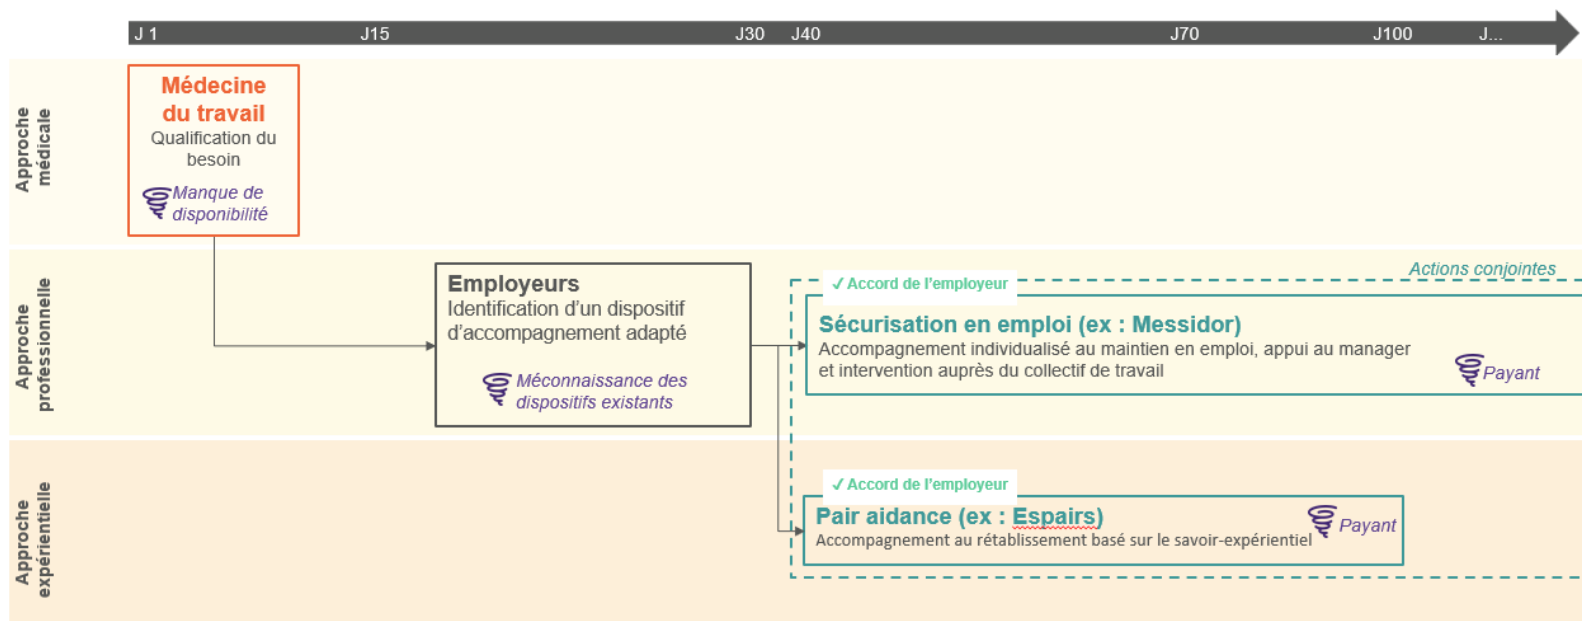 J 1 J15 J30 J40 J70 J100 J...
Approche
médicale
Médecine
du travail
Qualification du
besoin
Manque de
disponibilité
Approche
professionnelle
Employeurs
Identification d’un dispositif
d’accompagnement adapté
Méconnaissance des
dispositifs existants
Actions conjointes
✓ Accord de l’employeur
Sécurisation en emploi (ex : Messidor)
Accompagnement individualisé au maintien en emploi, appui au manager
et intervention auprès du collectif de travail
Payant
Approche
expérientielle
✓ Accord de l’employeur
Pair aidance (ex : Espairs)
Accompagnement au rétablissement basé sur le savoir-expérientiel
Payant